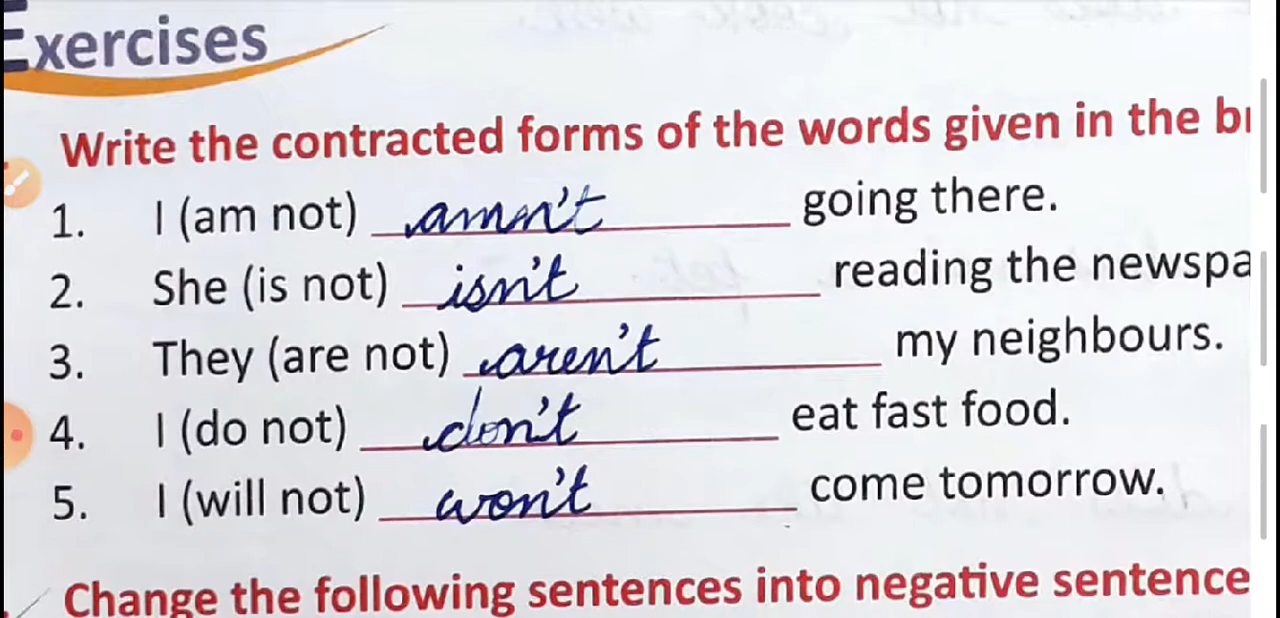 Exercises
Write the contracted forms of the words given in the
1. I (am not) amn't going there.
2. She (is not) isn't reading the newspa
3. They (are not) aren't my neighbours.
4. I (do not) don't eat fast food.
5. I (will not) won't come tomorrow.
Change the following sentences into negative sentence